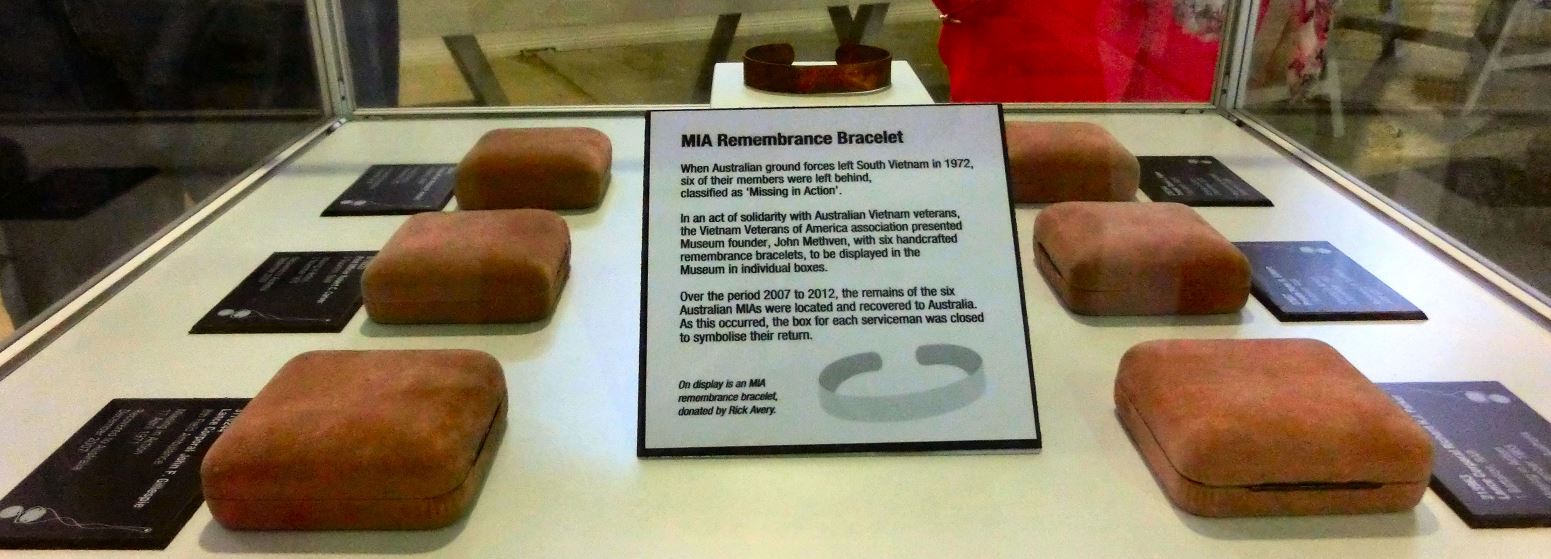 MIA Remembrance Bracelet
When Australian ground forces left South Vietnam in 1972,
six of their members were left behind,
classified as 'Missing in Action'.
In an act of solidarity with Australian Vietnam veterans,
the Vietnam Veterans of America association presented
Museum founder, John Methven, with six handcrafted
remembrance bracelets, to be displayed in the
Museum in individual boxes.
Over the period 2007 to 2012, the remains of the six
Australian MIAs were located and recovered to Australia.
As this occurred, the box for each serviceman was closed
to symbolise their return.
On display is an MIA
remembrance bracelet,
donated by Rick Avery.
Lance Corporal John F. Gillespie